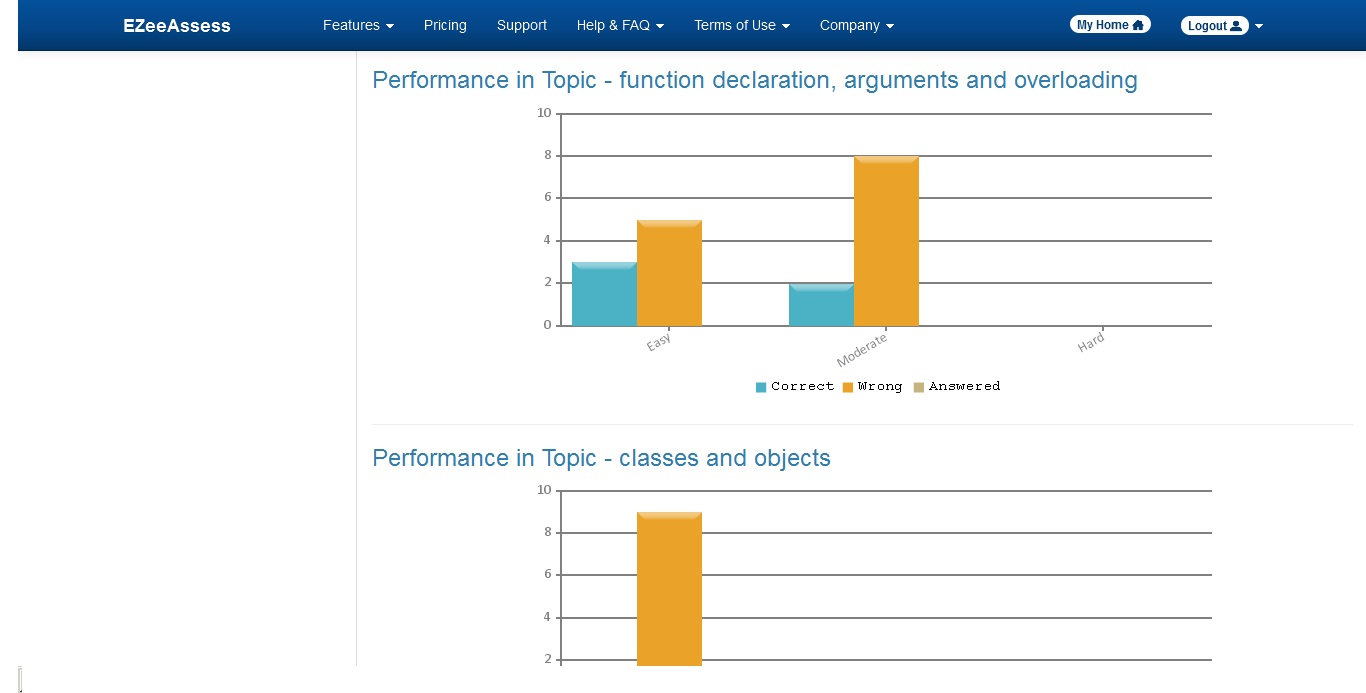 EZeeAssess Features Pricing Support Help & FAQ Terms of Use Company My Home Logout
Performance in Topic - function declaration, arguments and overloading
10
8
6
4
2
0
Easy Moderate Hard
Correct Wrong Answered
Performance in Topic - classes and objects
10
8
6
4
2